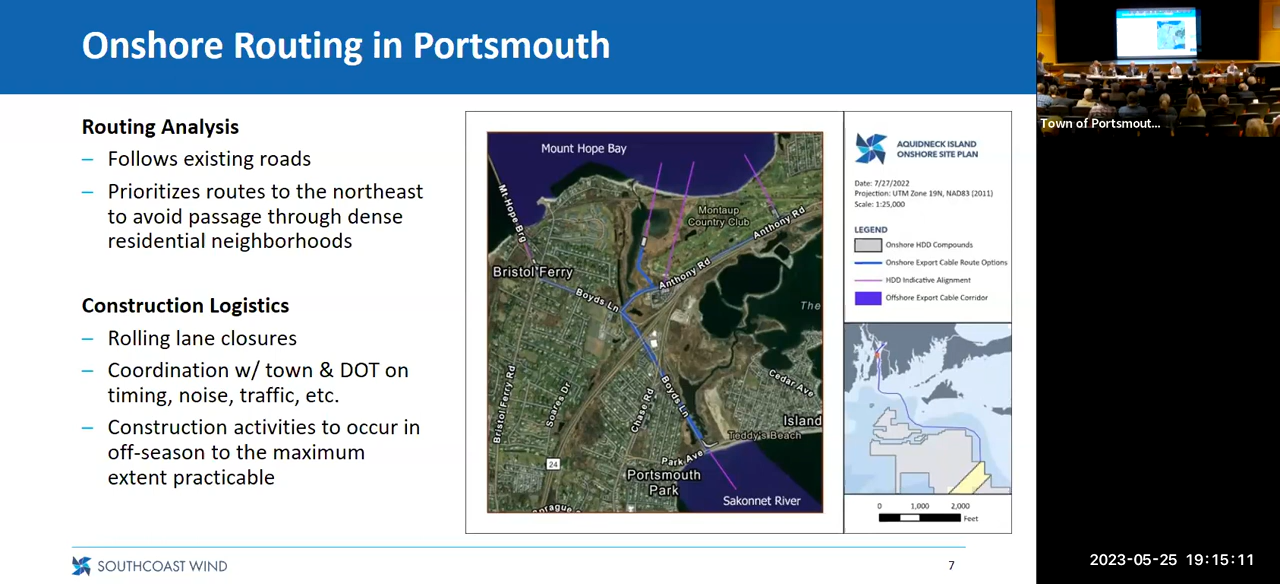 Onshore Routing in Portsmouth
Routing Analysis
– Follows existing roads
– Prioritizes routes to the northeast
to avoid passage through dense
residential neighborhoods
Construction Logistics
– Rolling lane closures
– Coordination w/ town & DOT on
timing, noise, traffic, etc.
– Construction activities to occur in
off-season to the maximum
extent practicable
Mount Hope Bay
Mt-Hope Brg
Montaup
Country Club
Anthony Rd
Anthony Rd
Bristol Ferry
Boyds Ln
The
Bristol Ferry Rd
Soares Dr
Chase Rd
Boyds Ln
Cedar Ave
Island
Teddy's Beach
Park Ave
24
Portsmouth
Park
Sakonnet River
AQUIDNECK ISLAND
ONSHORE SITE PLAN
Date: 7/27/2022
Projection: UTM Zone 19N, NAD83 (2011)
Scale: 1:25,000
LEGEND
Onshore HDD Compounds
Onshore Export Cable Route Options
HDD Indicative Alignment
Offshore Export Cable Corridor
0 1,000 2,000
Feet
SOUTHCOAST WIND
7
Town of Portsmout...
2023-05-25 19:15:11